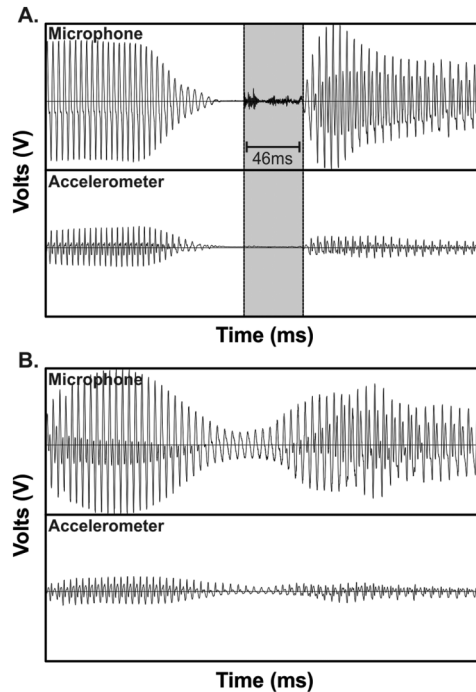 A.
Microphone
46ms
Accelerometer
Volts (V)
Time (ms)
B.
Microphone
Accelerometer
Volts (V)
Time (ms)